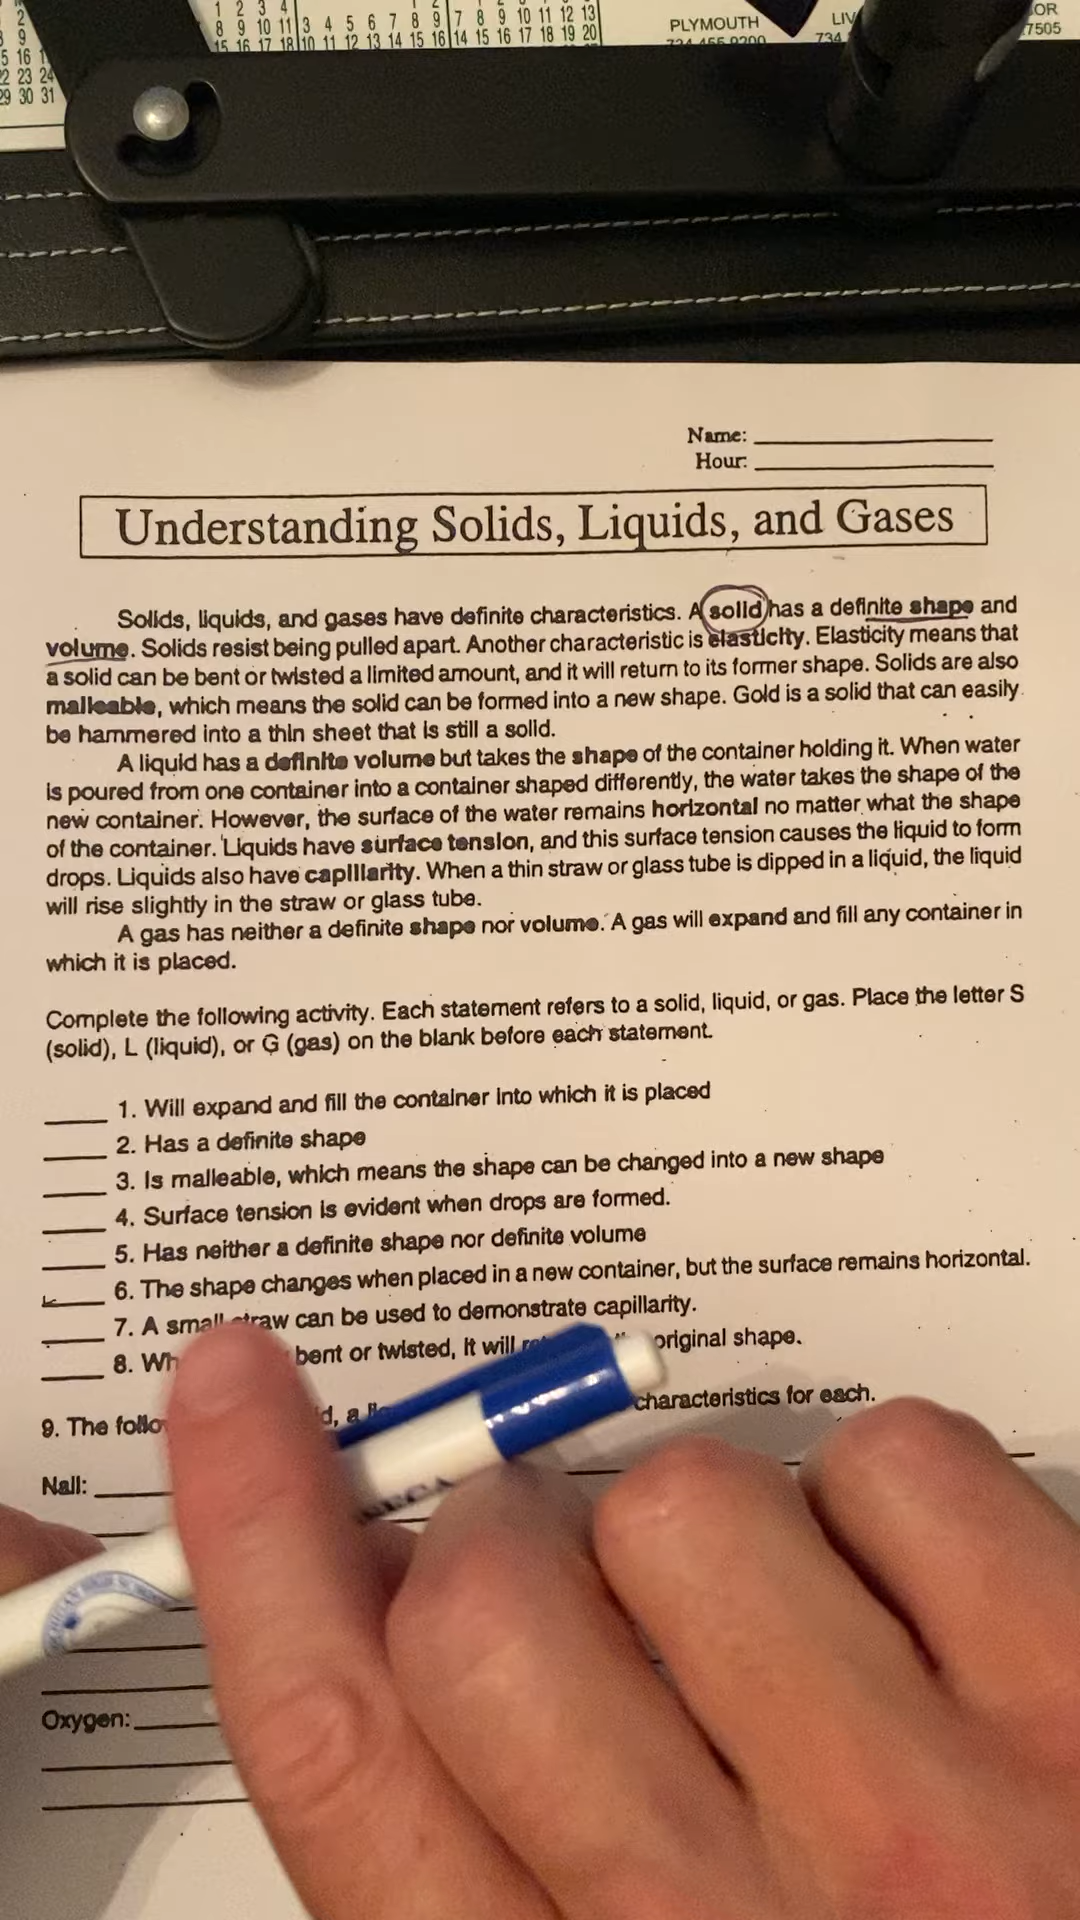 1 2 3 4
8 9 10 11 3 4 5 6 7 8 9 7 8 9 10 11 12 13
15 16 17 18 10 11 12 13 14 15 16 14 15 16 17 18 19 20
2
9
5 16
22 23 24
29 30 31
PLYMOUTH
LIV
OR
734
7505
Name:
Hour:
Understanding Solids, Liquids, and Gases
Solids, liquids, and gases have definite characteristics. A solid has a definite shape and
volume. Solids resist being pulled apart. Another characteristic is elasticity. Elasticity means that
a solid can be bent or twisted a limited amount, and it will return to its former shape. Solids are also
malleable, which means the solid can be formed into a new shape. Gold is a solid that can easily
be hammered into a thin sheet that is still a solid.
A liquid has a definite volume but takes the shape of the container holding it. When water
is poured from one container into a container shaped differently, the water takes the shape of the
new container. However, the surface of the water remains horizontal no matter what the shape
of the container. Liquids have surface tension, and this surface tension causes the liquid to form
drops. Liquids also have capillarity. When a thin straw or glass tube is dipped in a liquid, the liquid
will rise slightly in the straw or glass tube.
A gas has neither a definite shape nor volume. A gas will expand and fill any container in
which it is placed.
Complete the following activity. Each statement refers to a solid, liquid, or gas. Place the letter S
(solid), L (liquid), or G (gas) on the blank before each statement.
1. Will expand and fill the container into which it is placed
2. Has a definite shape
3. Is malleable, which means the shape can be changed into a new shape
4. Surface tension is evident when drops are formed.
5. Has neither a definite shape nor definite volume
6. The shape changes when placed in a new container, but the surface remains horizontal.
7. A small straw can be used to demonstrate capillarity.
8. Wh bent or twisted, it will original shape.
9. The follo d, a characteristics for each.
Nail:
Oxygen: